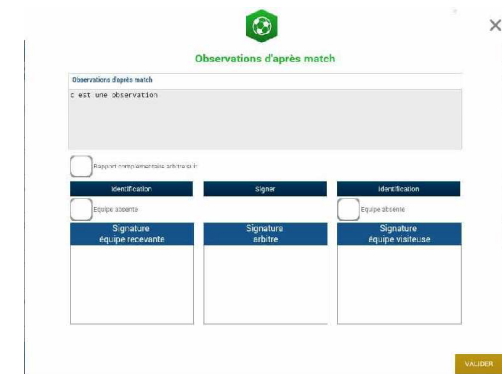 Observations d'après match
Observations d'après match
c est une observation
Rapport complémentaire arbitre suit
Identification
Signer
Identification
Equipe absente
Equipe absente
Signature
équipe recevante
Signature
arbitre
Signature
équipe visiteuse
VALIDER